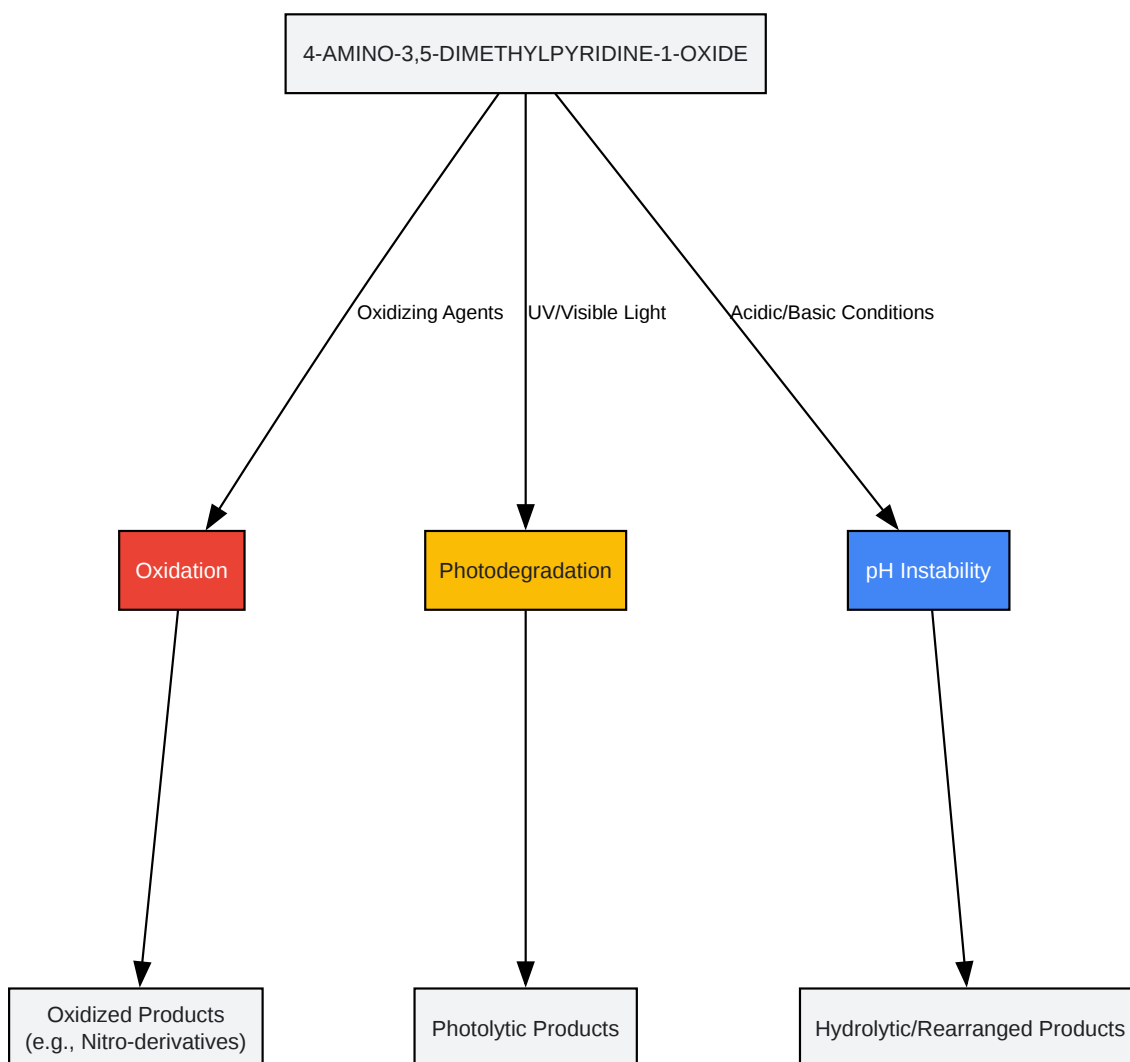 4-AMINO-3,5-DIMETHYLPYRIDINE-1-OXIDE
Oxidizing Agents
UV/Visible Light
Acidic/Basic Conditions
Oxidation
Photodegradation
pH Instability
Oxidized Products
(e.g., Nitro-derivatives)
Photolytic Products
Hydrolytic/Rearranged Products